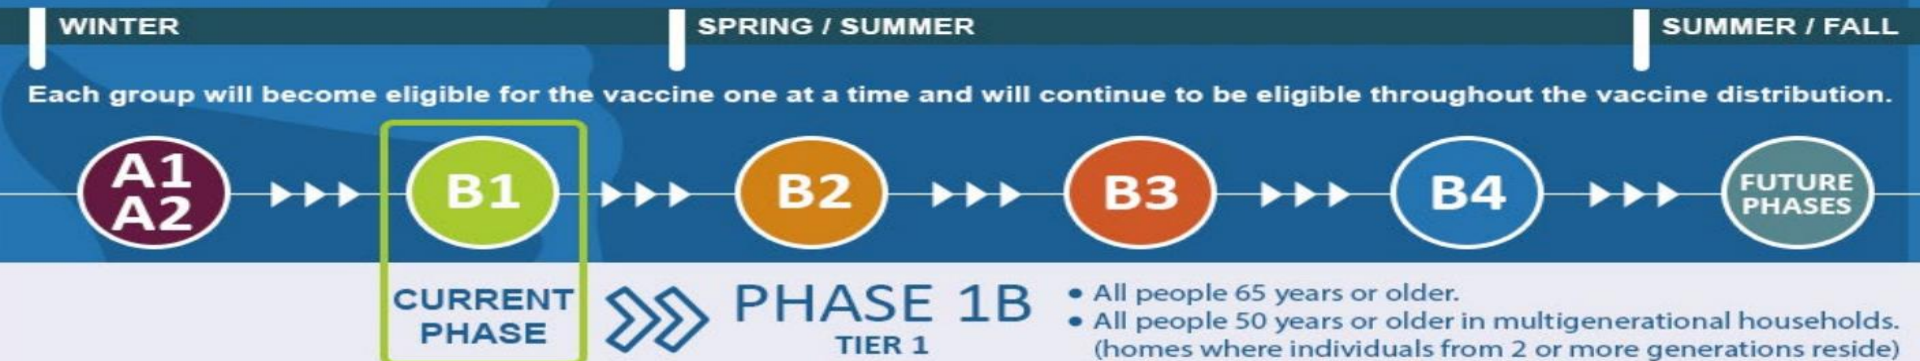 WINTER
SPRING / SUMMER
SUMMER / FALL
Each group will become eligible for the vaccine one at a time and will continue to be eligible throughout the vaccine distribution.
A1
A2
B1
B2
B3
B4
FUTURE
PHASES
CURRENT
PHASE
PHASE 1B
TIER 1
• All people 65 years or older.
• All people 50 years or older in multigenerational households.
(homes where individuals from 2 or more generations reside)